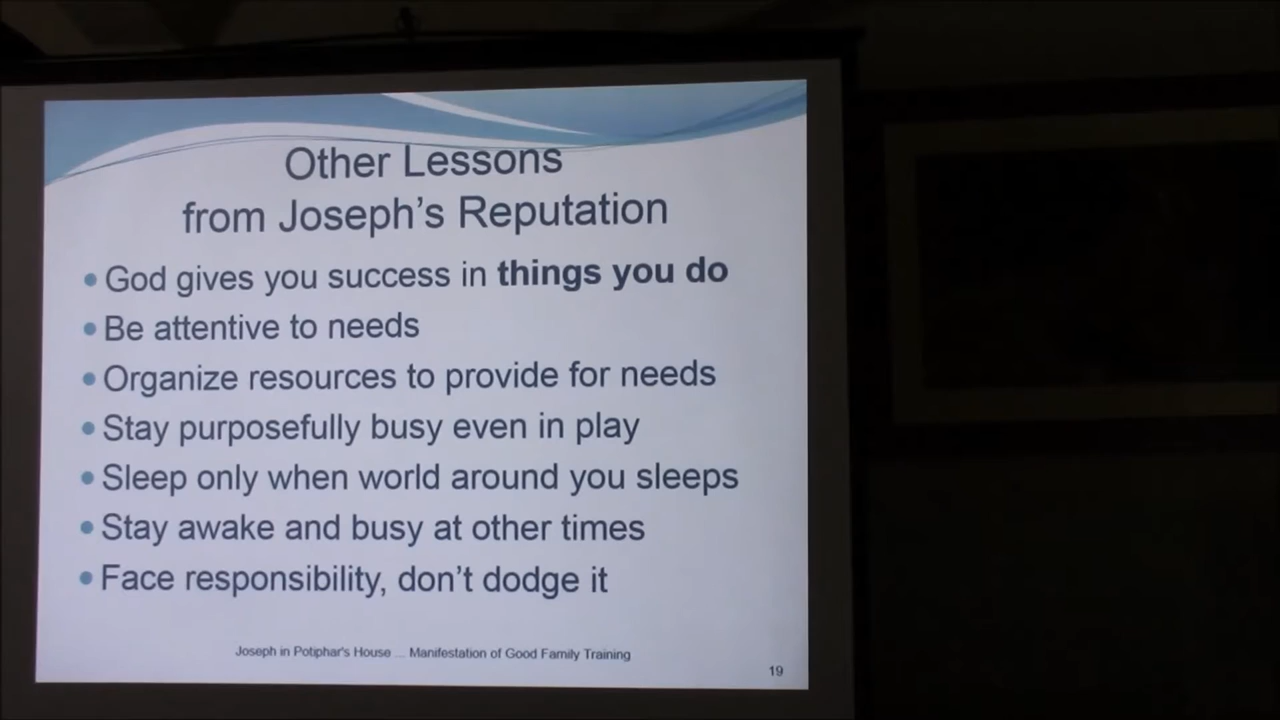 Other Lessons
from Joseph's Reputation
• God gives you success in things you do
• Be attentive to needs
• Organize resources to provide for needs
• Stay purposefully busy even in play
• Sleep only when world around you sleeps
• Stay awake and busy at other times
• Face responsibility, don't dodge it
Joseph in Potiphar's House ... Manifestation of Good Family Training
19